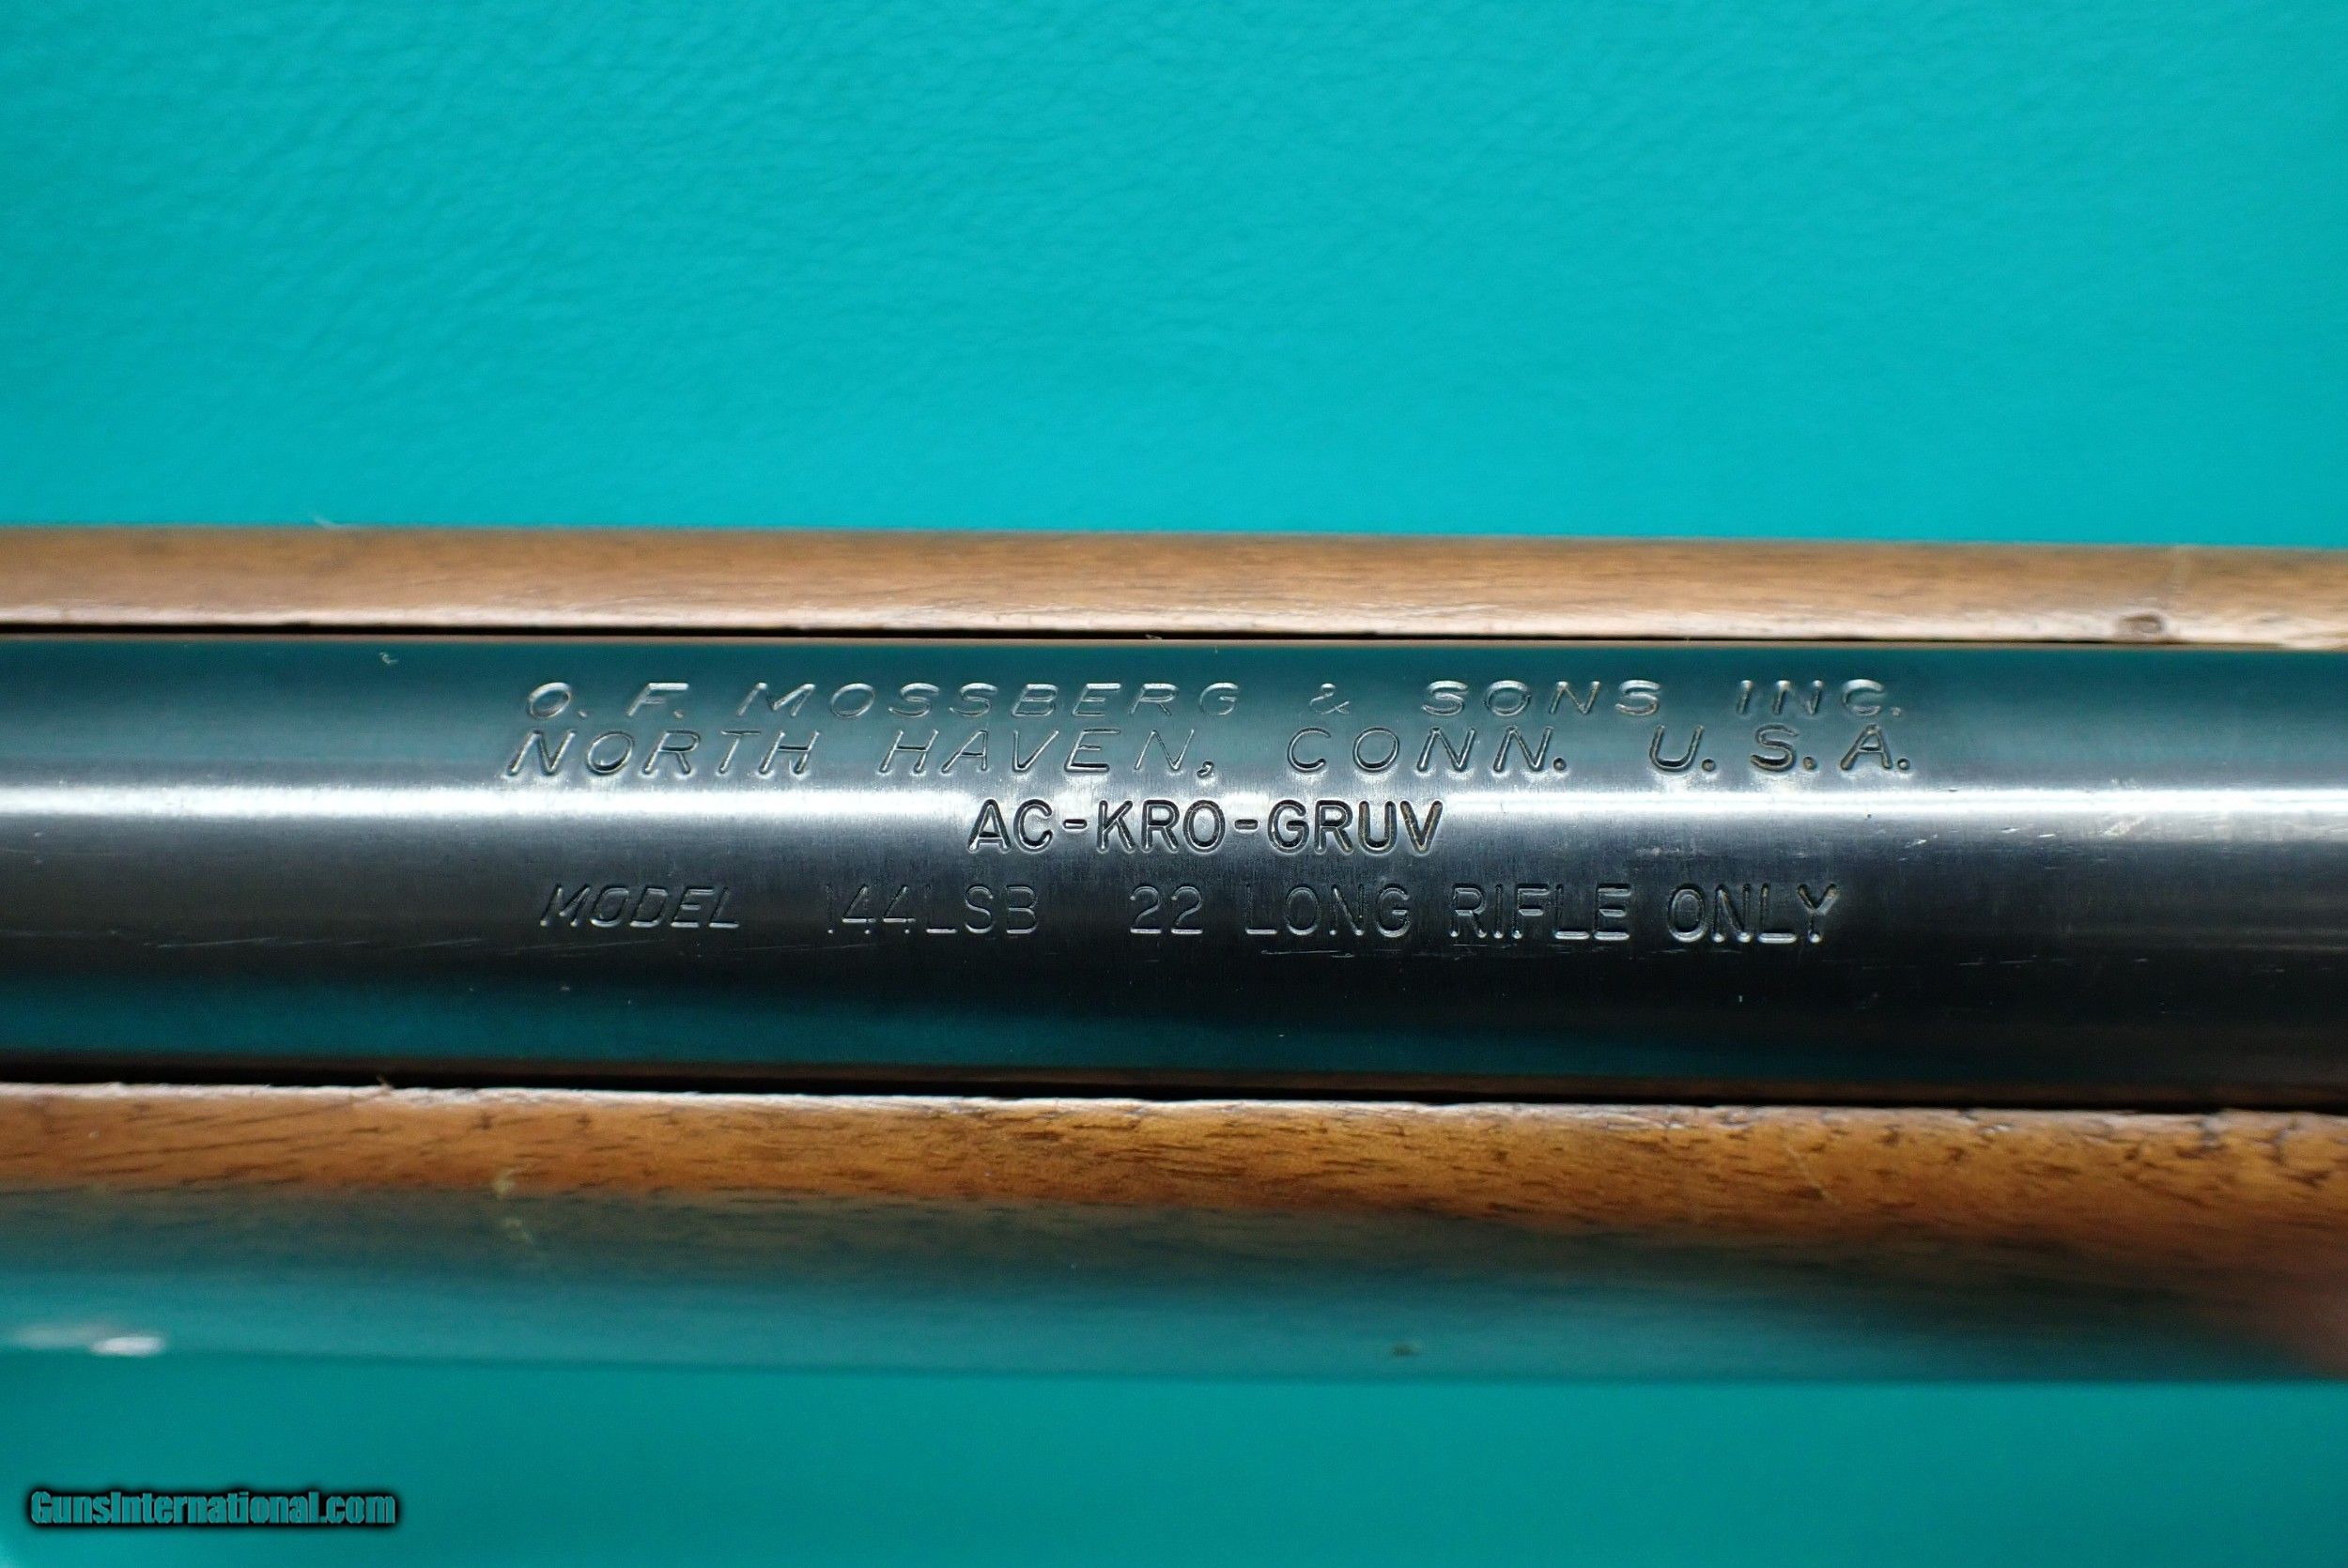 O. F. MOSSBERG & SONS INC.
NORTH HAVEN, CONN. U. S. A.
AC-KRO-GRUV
MODEL 144LSB 22 LONG RIFLE ONLY
GunsInternational.com